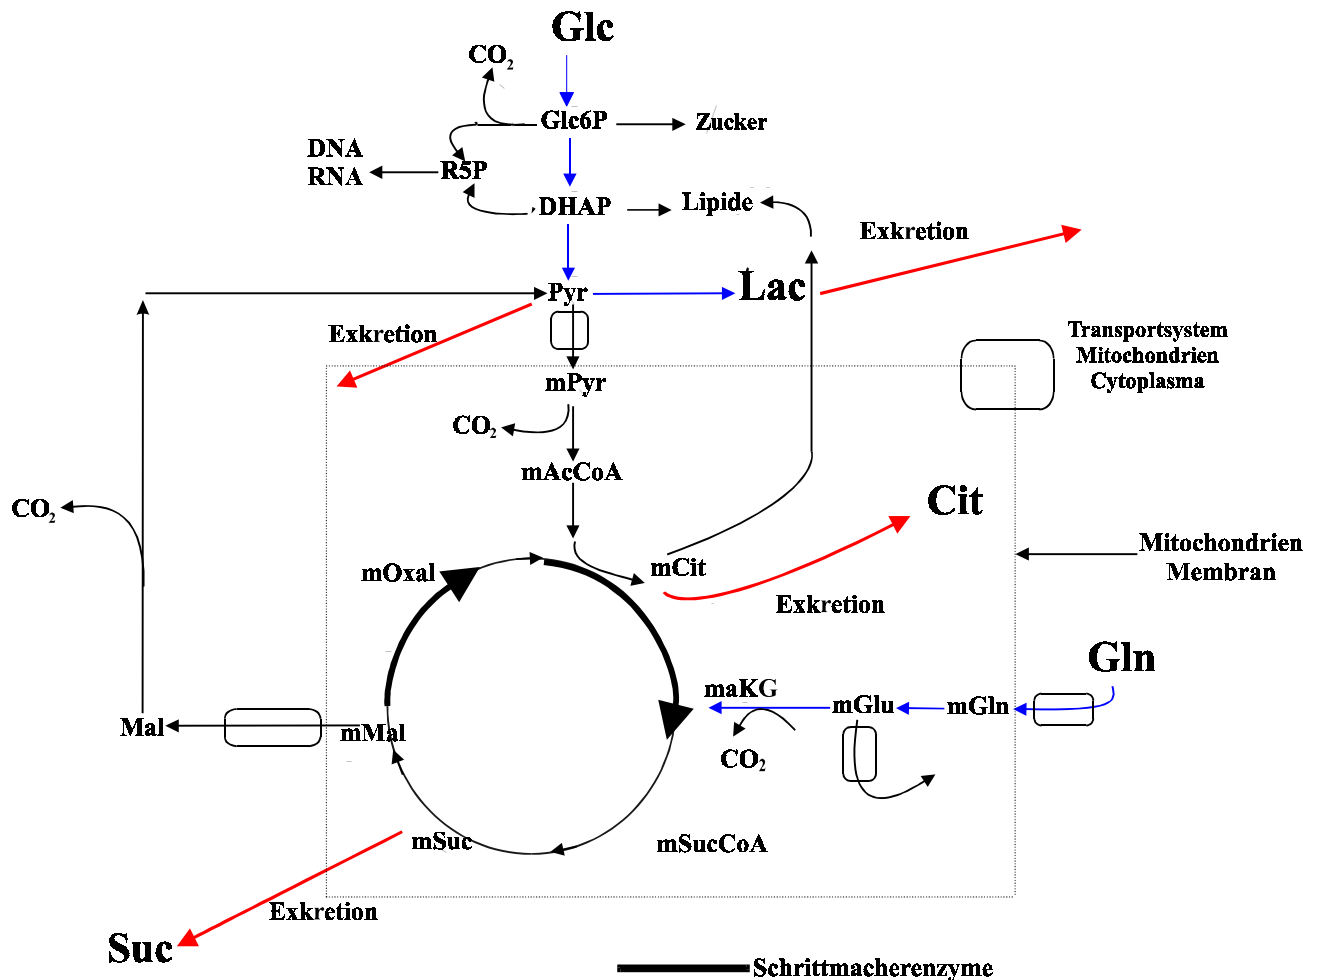 Glc
CO₂
Glc6P
Zucker
DNA
RNA
R5P
DHAP
Lipide
Exkretion
Pyr
Lac
Exkretion
Transportsystem
Mitochondrien
Cytoplasma
mPyr
CO₂
mAcCoA
CO₂
Cit
mOxal
mCit
Mitochondrien
Membran
Exkretion
Gln
maKG
mGlu
mGln
Mal
mMal
CO₂
mSuc
mSucCoA
Exkretion
Suc
Schrittmacherenzyme